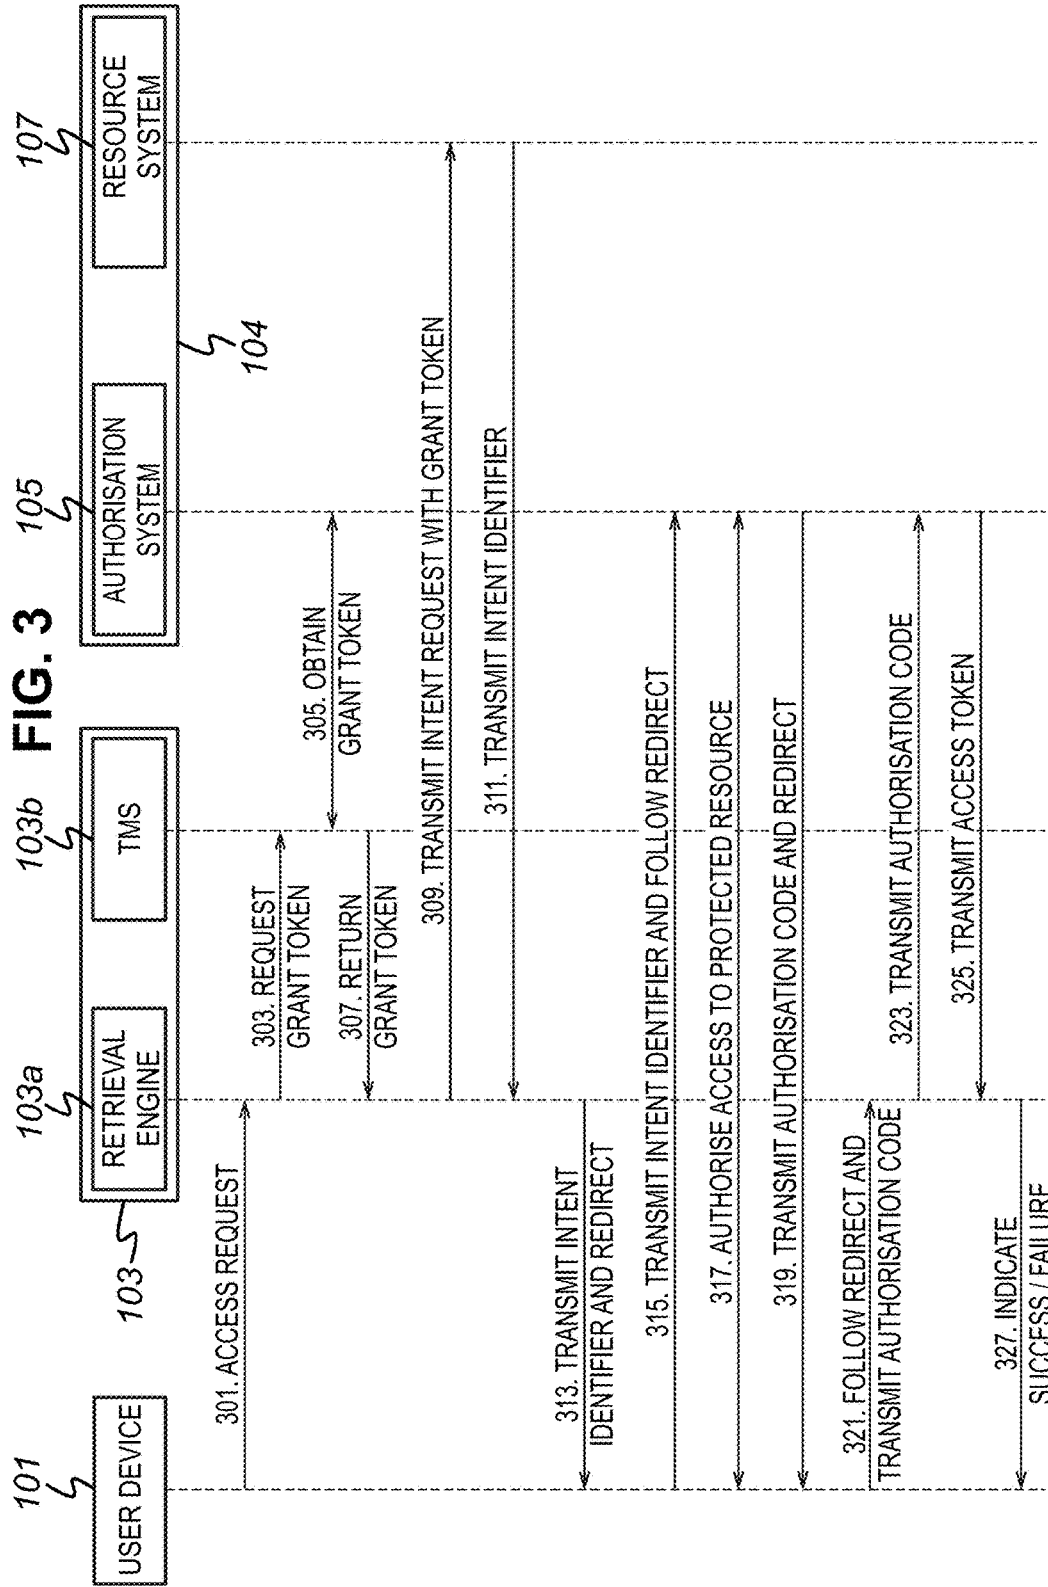 FIG. 3
101
USER DEVICE
103
103a
RETRIEVAL
ENGINE
103b
TMS
105
AUTHORISATION
SYSTEM
104
107
RESOURCE
SYSTEM
301. ACCESS REQUEST
303. REQUEST
GRANT TOKEN
305. OBTAIN
GRANT TOKEN
307. RETURN
GRANT TOKEN
309. TRANSMIT INTENT REQUEST WITH GRANT TOKEN
311. TRANSMIT INTENT IDENTIFIER
313. TRANSMIT INTENT
IDENTIFIER AND REDIRECT
315. TRANSMIT INTENT IDENTIFIER AND FOLLOW REDIRECT
317. AUTHORISE ACCESS TO PROTECTED RESOURCE
319. TRANSMIT AUTHORISATION CODE AND REDIRECT
321. FOLLOW REDIRECT AND
TRANSMIT AUTHORISATION CODE
323. TRANSMIT AUTHORISATION CODE
325. TRANSMIT ACCESS TOKEN
327. INDICATE
SUCCESS / FAILURE